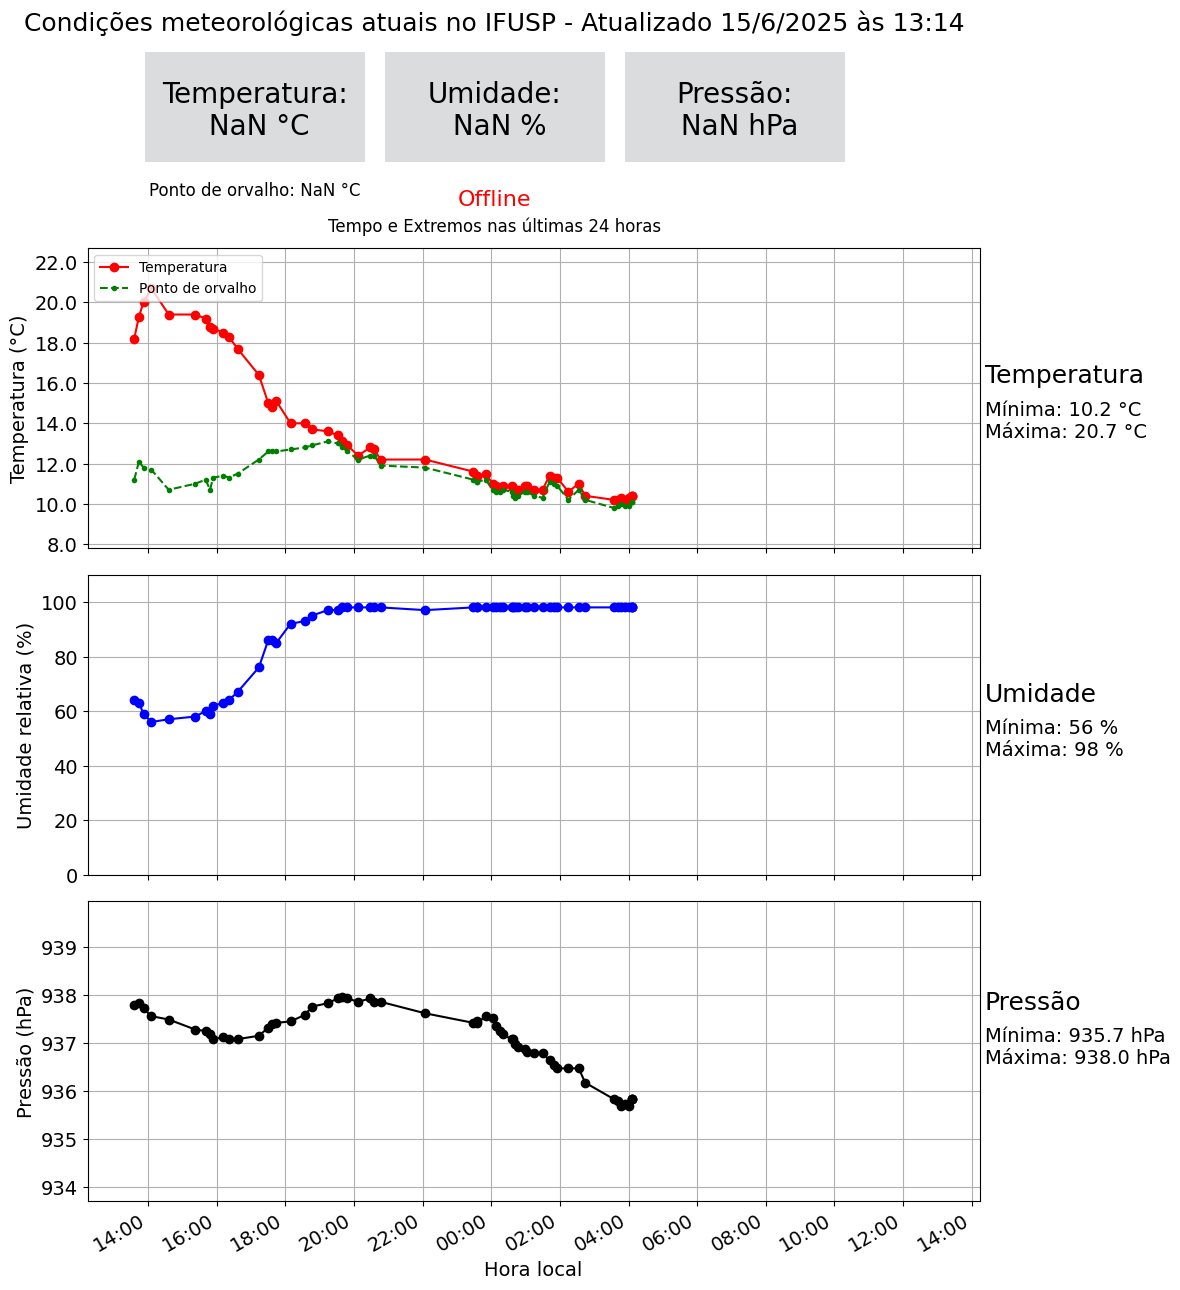 Condições meteorológicas atuais no IFUSP - Atualizado 15/6/2025 às 13:14
Temperatura:
NaN °C
Umidade:
NaN %
Pressão:
NaN hPa
Ponto de orvalho: NaN °C
Offline
Tempo e Extremos nas últimas 24 horas
Temperatura (°C)
22.0
20.0
18.0
16.0
14.0
12.0
10.0
8.0
Temperatura
Ponto de orvalho
Temperatura
Mínima: 10.2 °C
Máxima: 20.7 °C
Umidade relativa (%)
100
80
60
40
20
0
Umidade
Mínima: 56 %
Máxima: 98 %
Pressão (hPa)
939
938
937
936
935
934
Pressão
Mínima: 935.7 hPa
Máxima: 938.0 hPa
14:00
16:00
18:00
20:00
22:00
00:00
02:00
04:00
06:00
08:00
10:00
12:00
14:00
Hora local